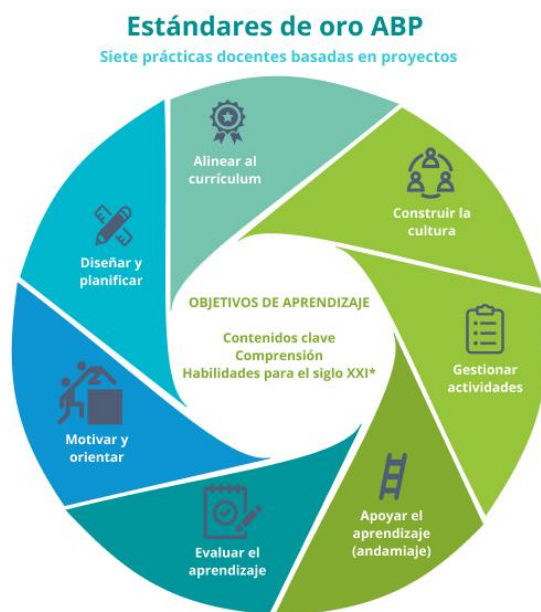 Estándares de oro ABP
Siete prácticas docentes basadas en proyectos
Alinear al
currículum
Construir la
cultura
Gestionar
actividades
Apoyar el
aprendizaje
(andamiaje)
Evaluar el
aprendizaje
Motivar y
orientar
Diseñar y
planificar
OBJETIVOS DE APRENDIZAJE
Contenidos clave
Comprensión
Habilidades para el siglo XXI*